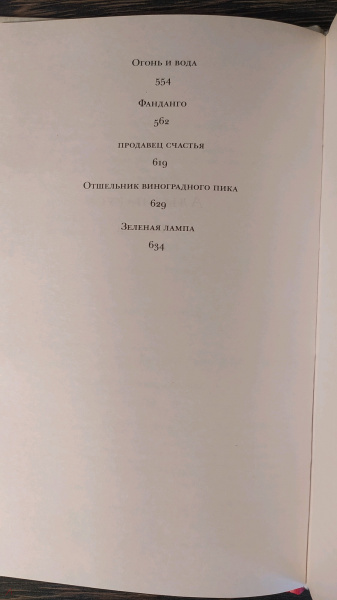 Огонь и вода
554
Фанданго
562
продавец счастья
619
Отшельник виноградного пика
629
Зеленая лампа
634